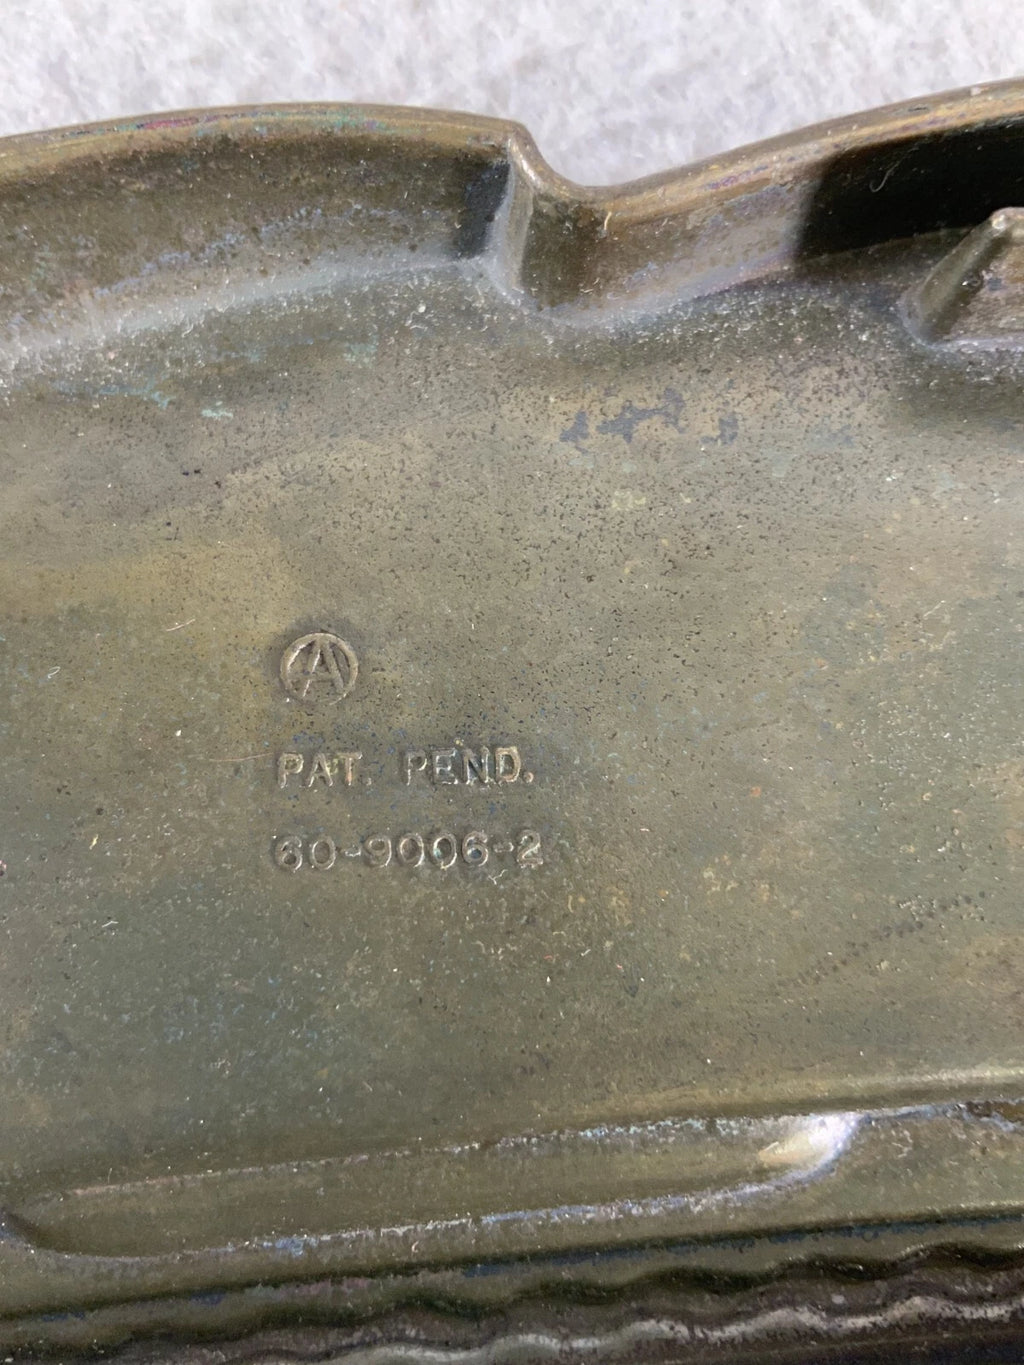 A
PAT. PEND.
60-9006-2